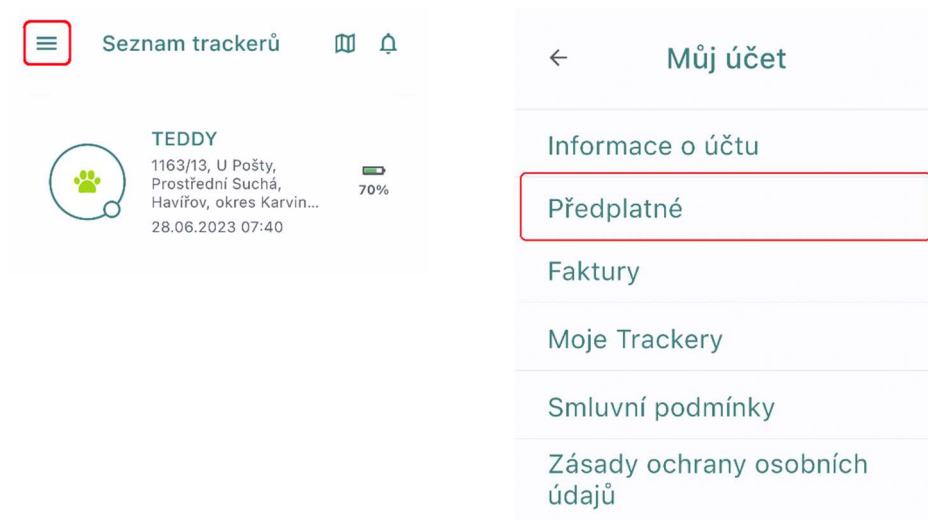 Seznam trackerů
TEDDY
1163/13, U Pošty,
Prostřední Suchá,
Havířov, okres Karvin...
28.06.2023 07:40
70%
Můj účet
Informace o účtu
Předplatné
Faktury
Moje Trackery
Smluvní podmínky
Zásady ochrany osobních
údajů